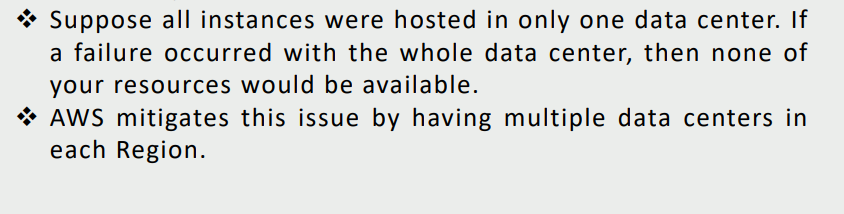 ❖ Suppose all instances were hosted in only one data center. If
a failure occurred with the whole data center, then none of
your resources would be available.
❖ AWS mitigates this issue by having multiple data centers in
each Region.